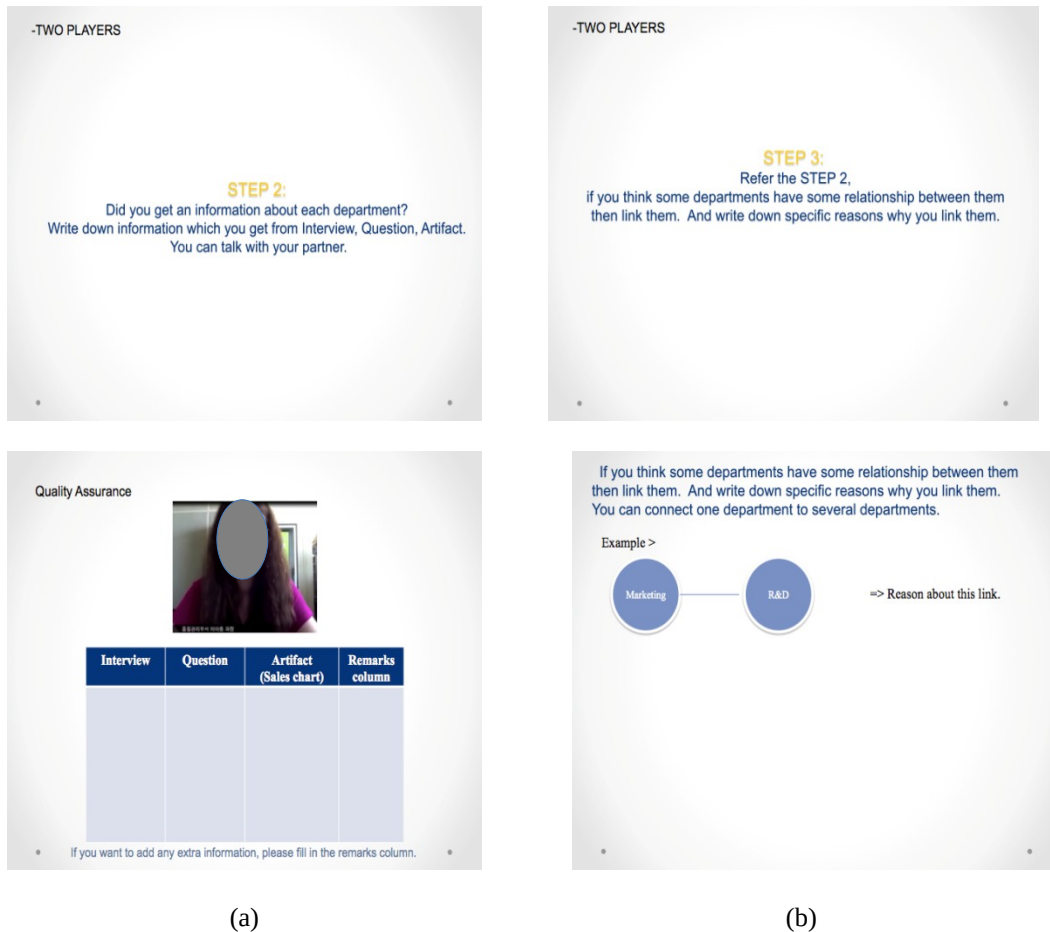 -TWO PLAYERS
STEP 2:
Did you get an information about each department?
Write down information which you get from Interview, Question, Artifact.
You can talk with your partner.
-TWO PLAYERS
STEP 3:
Refer the STEP 2,
if you think some departments have some relationship between them
then link them. And write down specific reasons why you link them.
Quality Assurance
Interview
Question
Artifact
(Sales chart)
Remarks
column
If you want to add any extra information, please fill in the remarks column.
If you think some departments have some relationship between them
then link them. And write down specific reasons why you link them.
You can connect one department to several departments.
Example >
Marketing
R&D
=> Reason about this link.
(a)
(b)